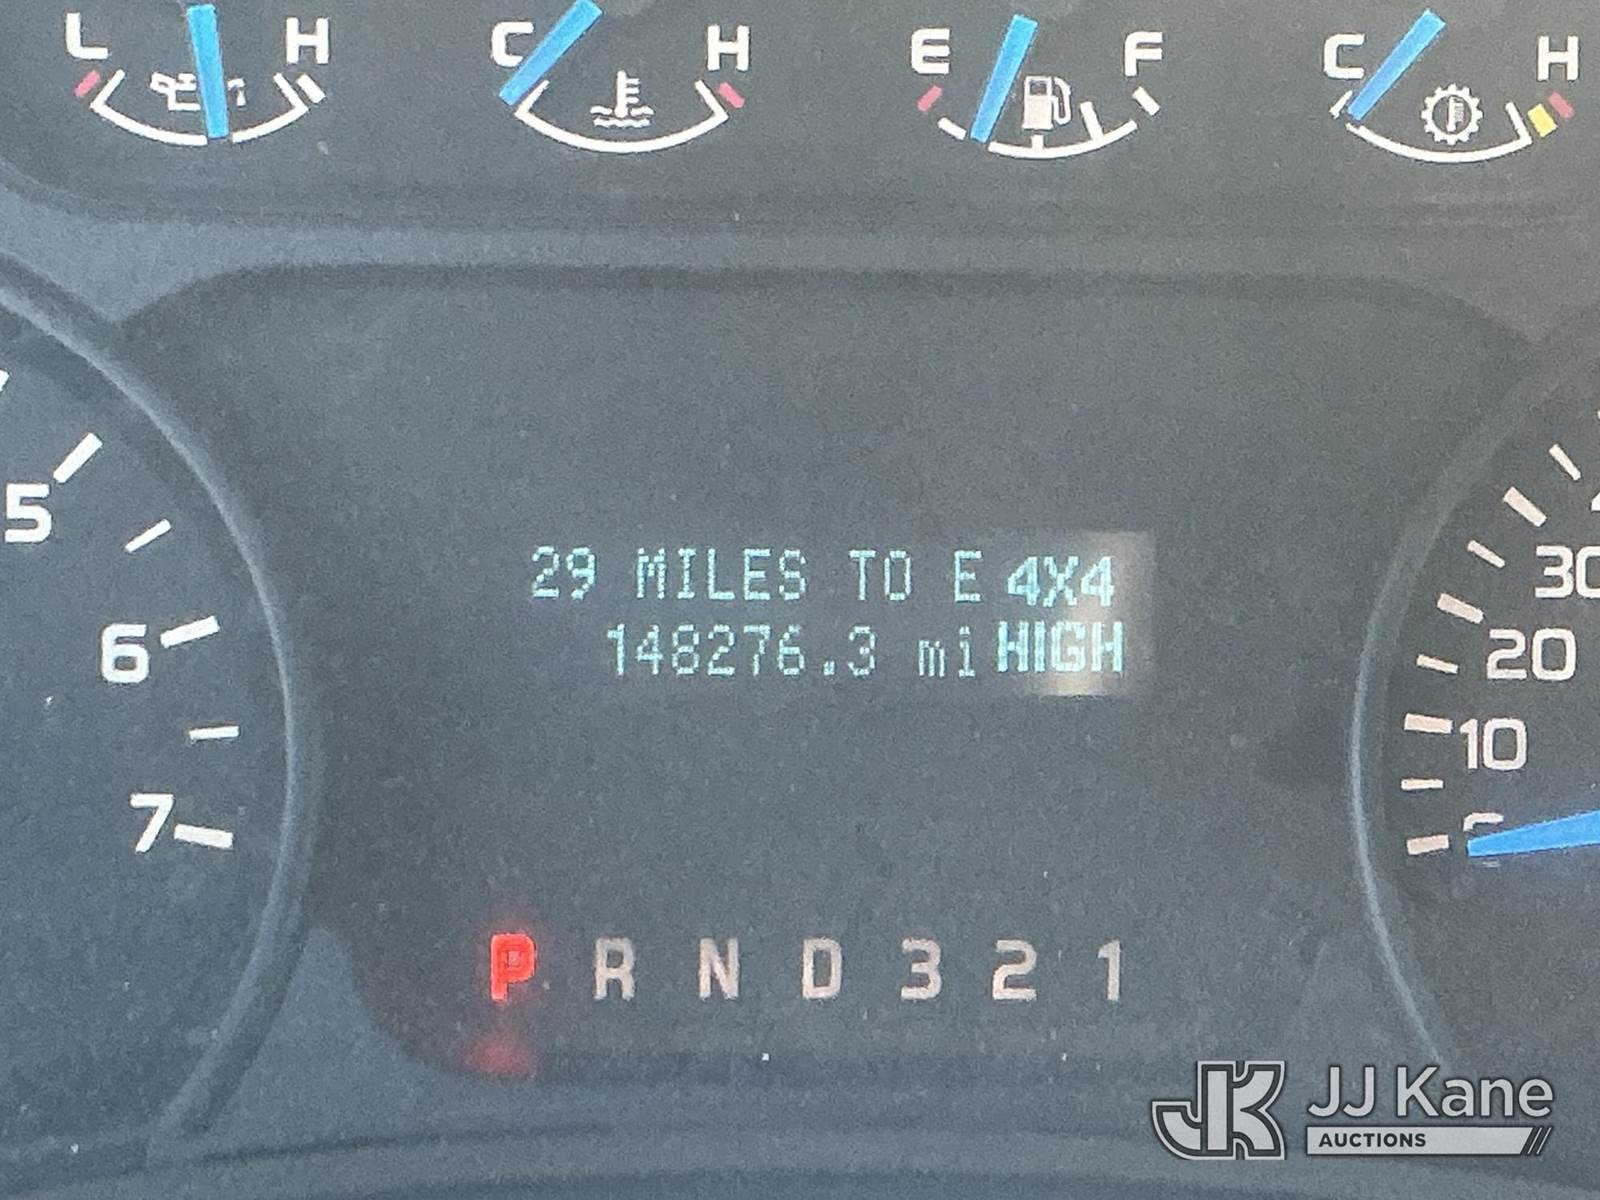 L H C H E F C H
5
6
7
29 MILES TO E 4X4
148276.3 mi HIGH
30
20
10
P R N D 3 2 1
JK JJ Kane
AUCTIONS